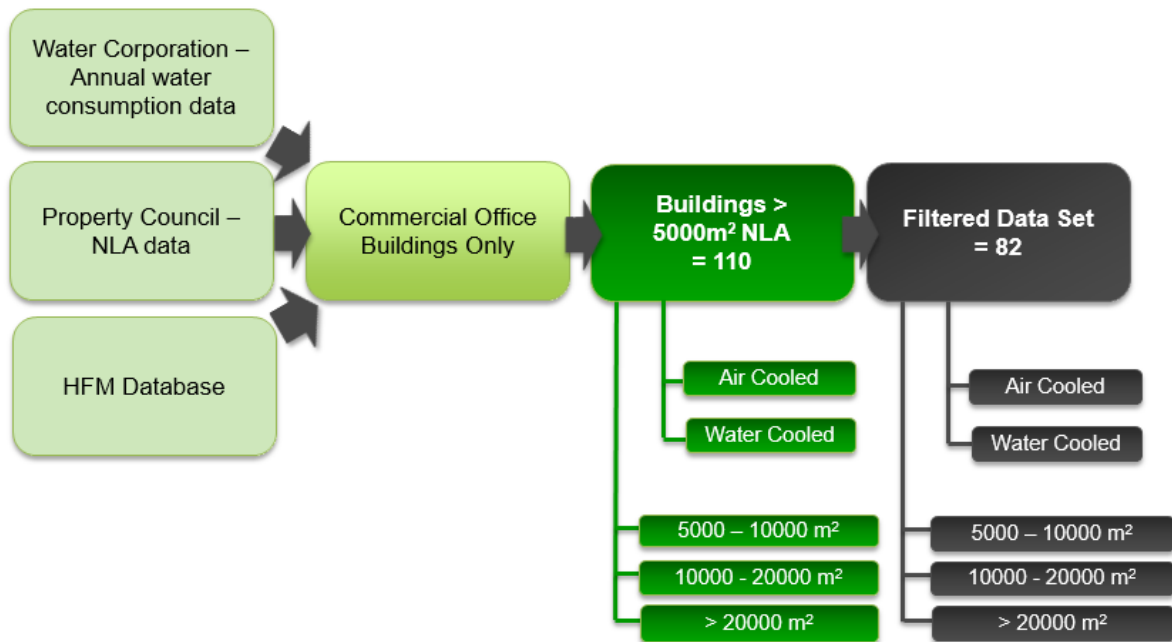 Water Corporation –
Annual water
consumption data
Property Council –
NLA data
HFM Database
Commercial Office
Buildings Only
Buildings >
5000m² NLA
= 110
Air Cooled
Water Cooled
5000 – 10000 m²
10000 - 20000 m²
> 20000 m²
Filtered Data Set
= 82
Air Cooled
Water Cooled
5000 – 10000 m²
10000 - 20000 m²
> 20000 m²